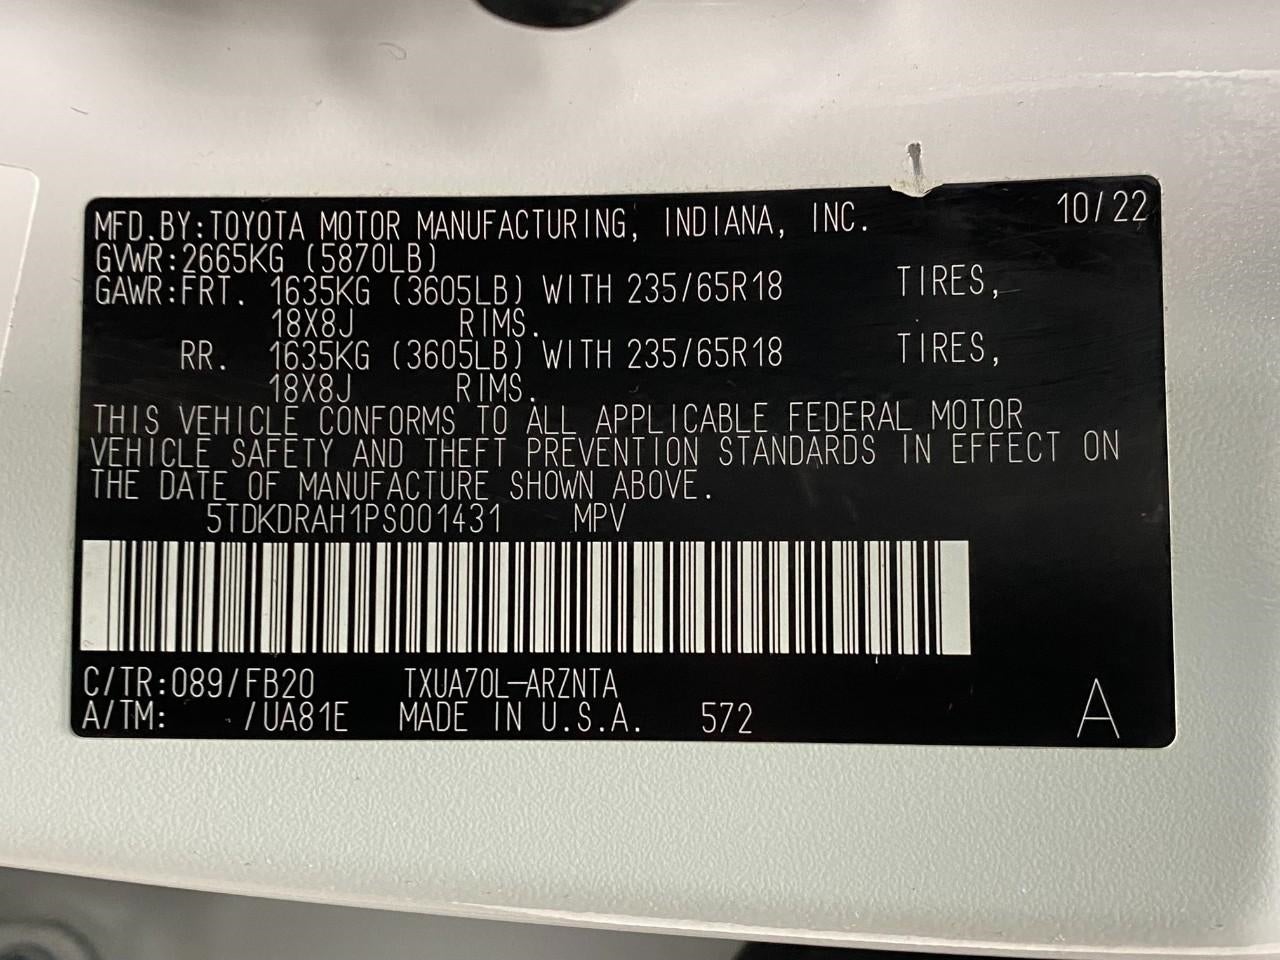 MFD.BY:TOYOTA MOTOR MANUFACTURING, INDIANA, INC. 10/22
GVWR:2665KG (5870LB)
GAWR:FRT. 1635KG (3605LB) WITH 235/65R18 TIRES,
18X8J RIMS.
RR. 1635KG (3605LB) WITH 235/65R18 TIRES,
18X8J RIMS.
THIS VEHICLE CONFORMS TO ALL APPLICABLE FEDERAL MOTOR
VEHICLE SAFETY AND THEFT PREVENTION STANDARDS IN EFFECT ON
THE DATE OF MANUFACTURE SHOWN ABOVE.
5TDKDRAH1PS001431 MPV
C/TR:089/FB20 TXUA70L-ARZNTA
A/TM: /UA81E MADE IN U.S.A. 572 A